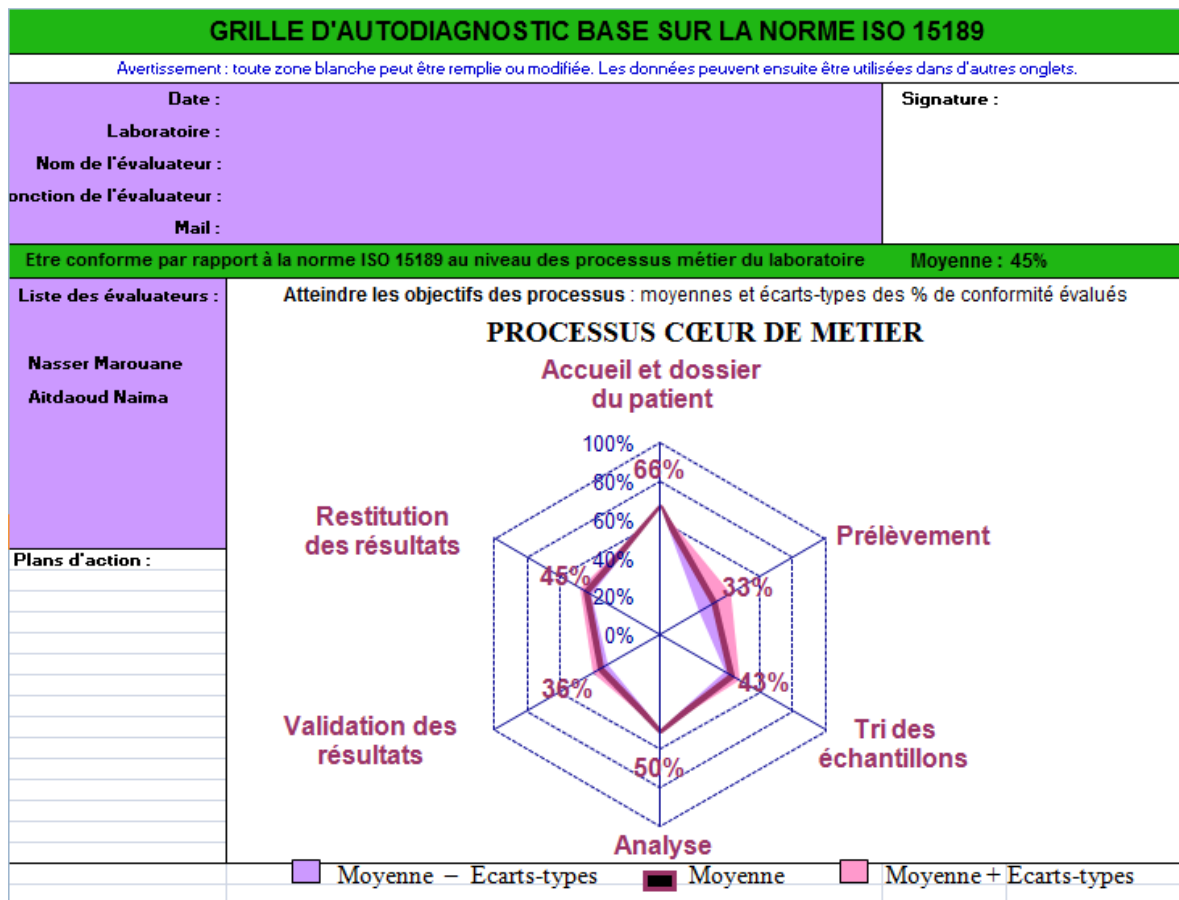 GRILLE D'AUTODIAGNOSTIC BASE SUR LA NORME ISO 15189
Avertissement : toute zone blanche peut être remplie ou modifiée. Les données peuvent ensuite être utilisées dans d'autres onglets.
Date :
Signature :
Laboratoire :
Nom de l'évaluateur :
onction de l'évaluateur :
Mail :
Etre conforme par rapport à la norme ISO 15189 au niveau des processus métier du laboratoire Moyenne : 45%
Liste des évaluateurs :
Nasser Marouane
Aitdaoud Naima
Plans d'action :
Atteindre les objectifs des processus : moyennes et écarts-types des % de conformité évalués
PROCESSUS CŒUR DE METIER
Accueil et dossier
du patient
100%
66%
80%
60%
40%
20%
0%
Prélèvement
33%
Tri des
échantillons
43%
Analyse
50%
Validation des
résultats
36%
Restitution
des résultats
45%
Moyenne − Ecarts-types
Moyenne
Moyenne + Ecarts-types